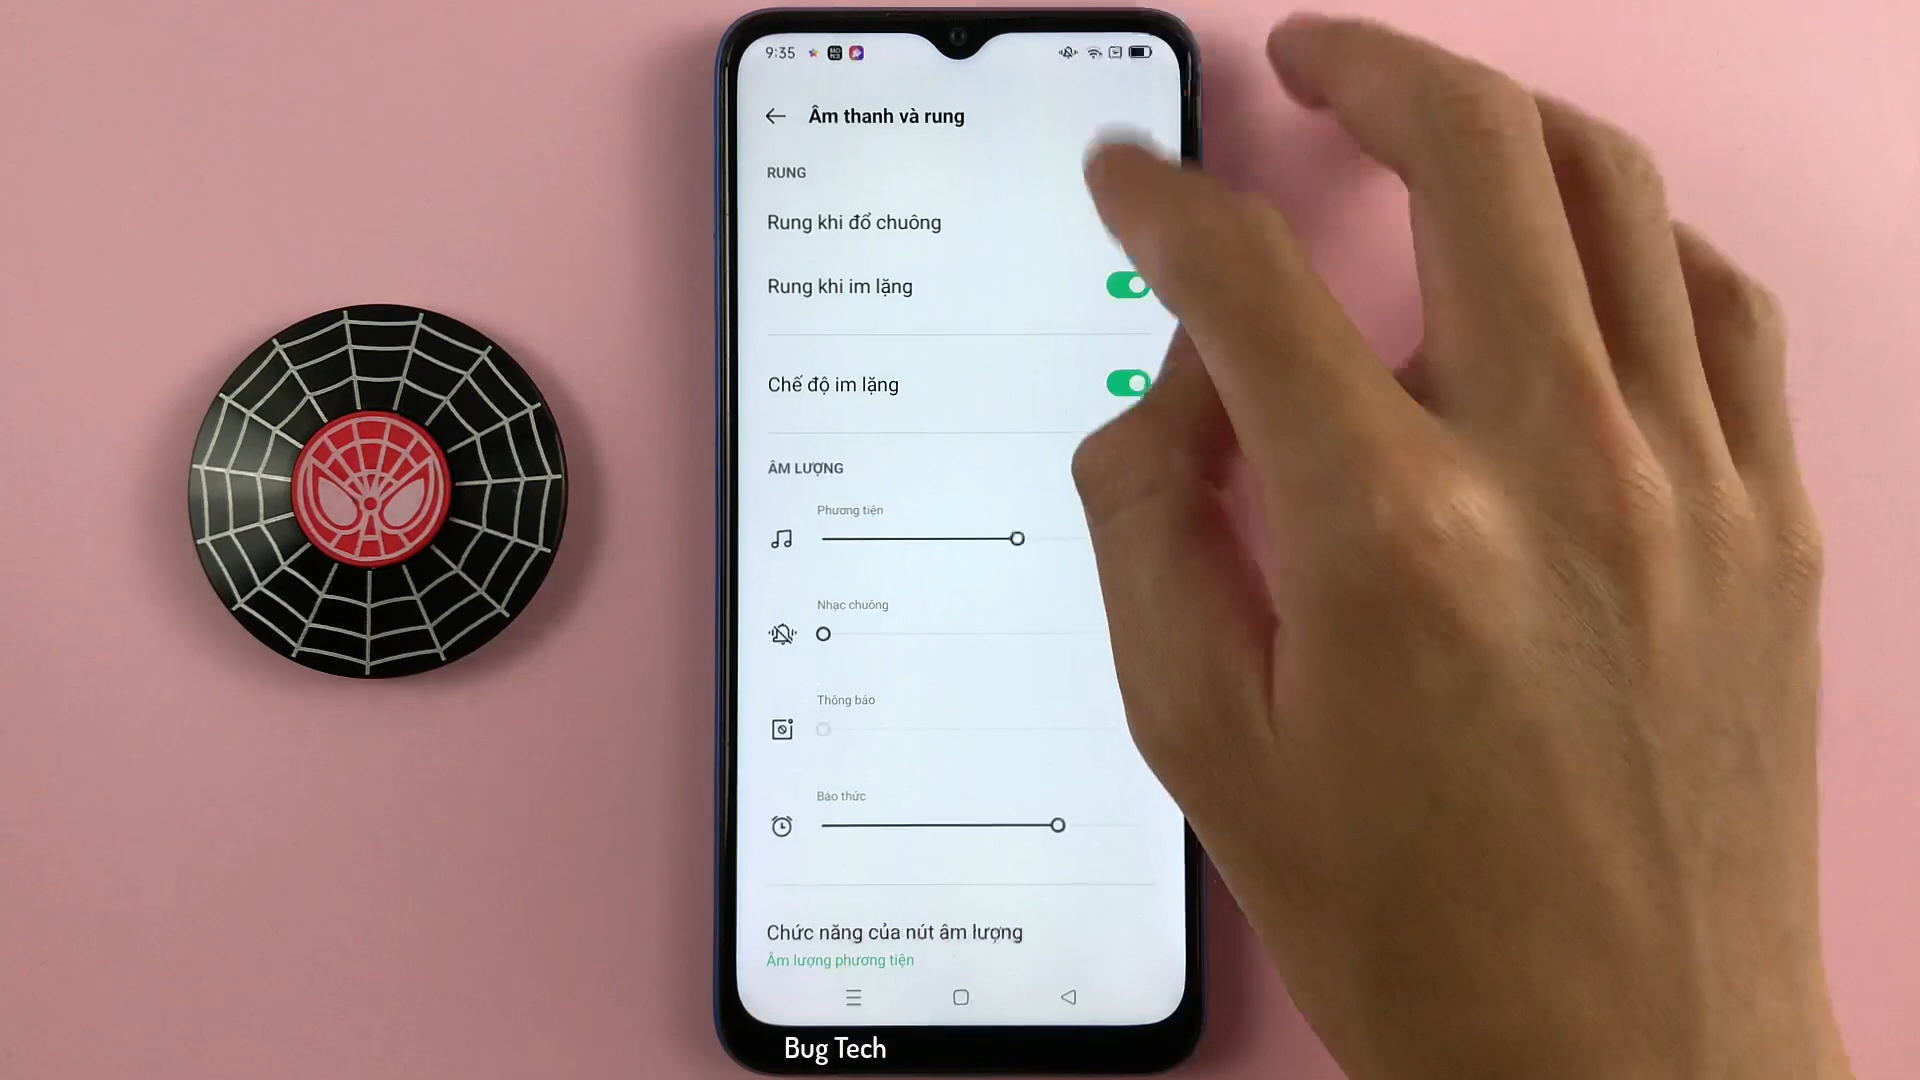 9:35
Âm thanh và rung
RUNG
Rung khi đổ chuông
Rung khi im lặng
Chế độ im lặng
ÂM LƯỢNG
Phương tiện
Nhạc chuông
Thông báo
Báo thức
Chức năng của nút âm lượng
Âm lượng phương tiện
Bug Tech